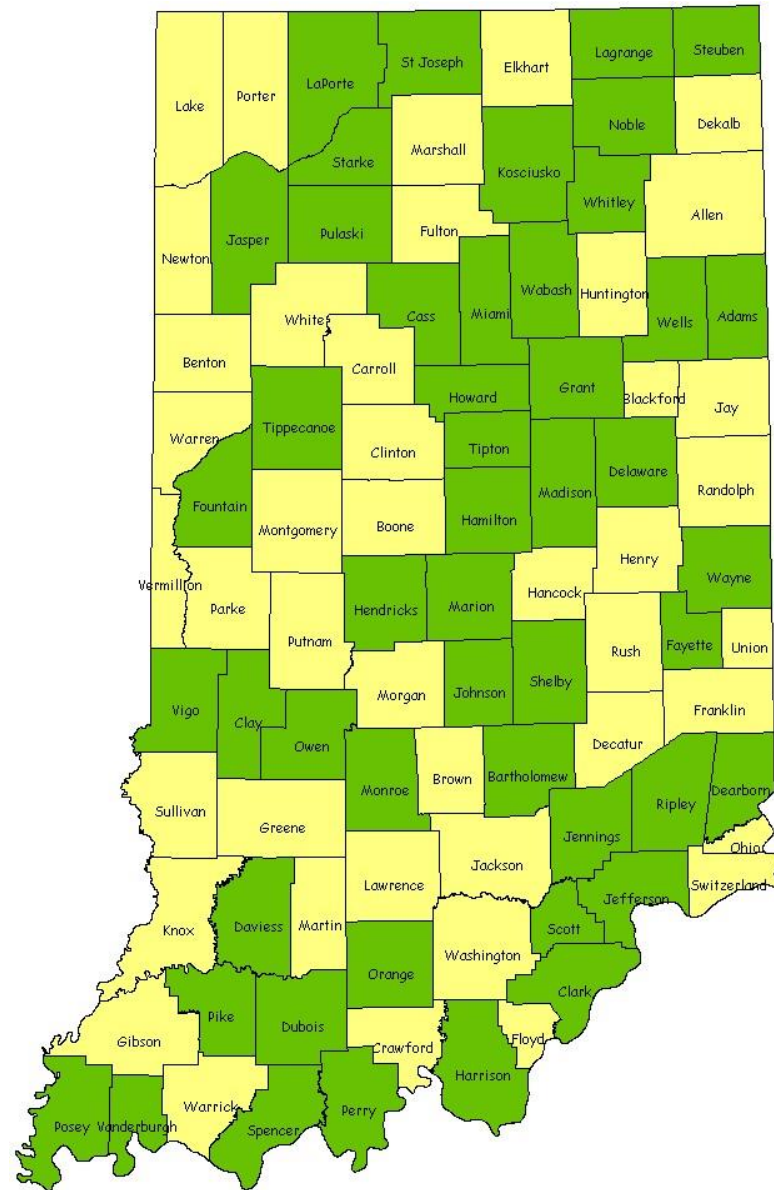 Steuben
Lagrange
St Joseph
Elkhart
LaPorte
Porter
Lake
Noble
Dekalb
Marshall
Starke
Kosciusko
Whitley
Allen
Fulton
Pulaski
Jasper
Newton
Wabash
Huntington
Miami
Cass
White
Wells
Adams
Benton
Carroll
Grant
Howard
Blackford
Jay
Tippecanoe
Warren
Clinton
Tipton
Delaware
Madison
Randolph
Fountain
Montgomery
Boone
Hamilton
Henry
Wayne
Vermillion
Parke
Hendricks
Marion
Hancock
Putnam
Fayette
Union
Rush
Shelby
Johnson
Morgan
Vigo
Clay
Franklin
Owen
Decatur
Brown
Bartholomew
Monroe
Dearborn
Ripley
Sullivan
Greene
Jennings
Ohio
Jackson
Lawrence
Switzerland
Jefferson
Knox
Daviess
Martin
Scott
Washington
Orange
Clark
Pike
Dubois
Gibson
Crawford
Floyd
Harrison
Warrick
Perry
Posey
Vanderburgh
Spencer